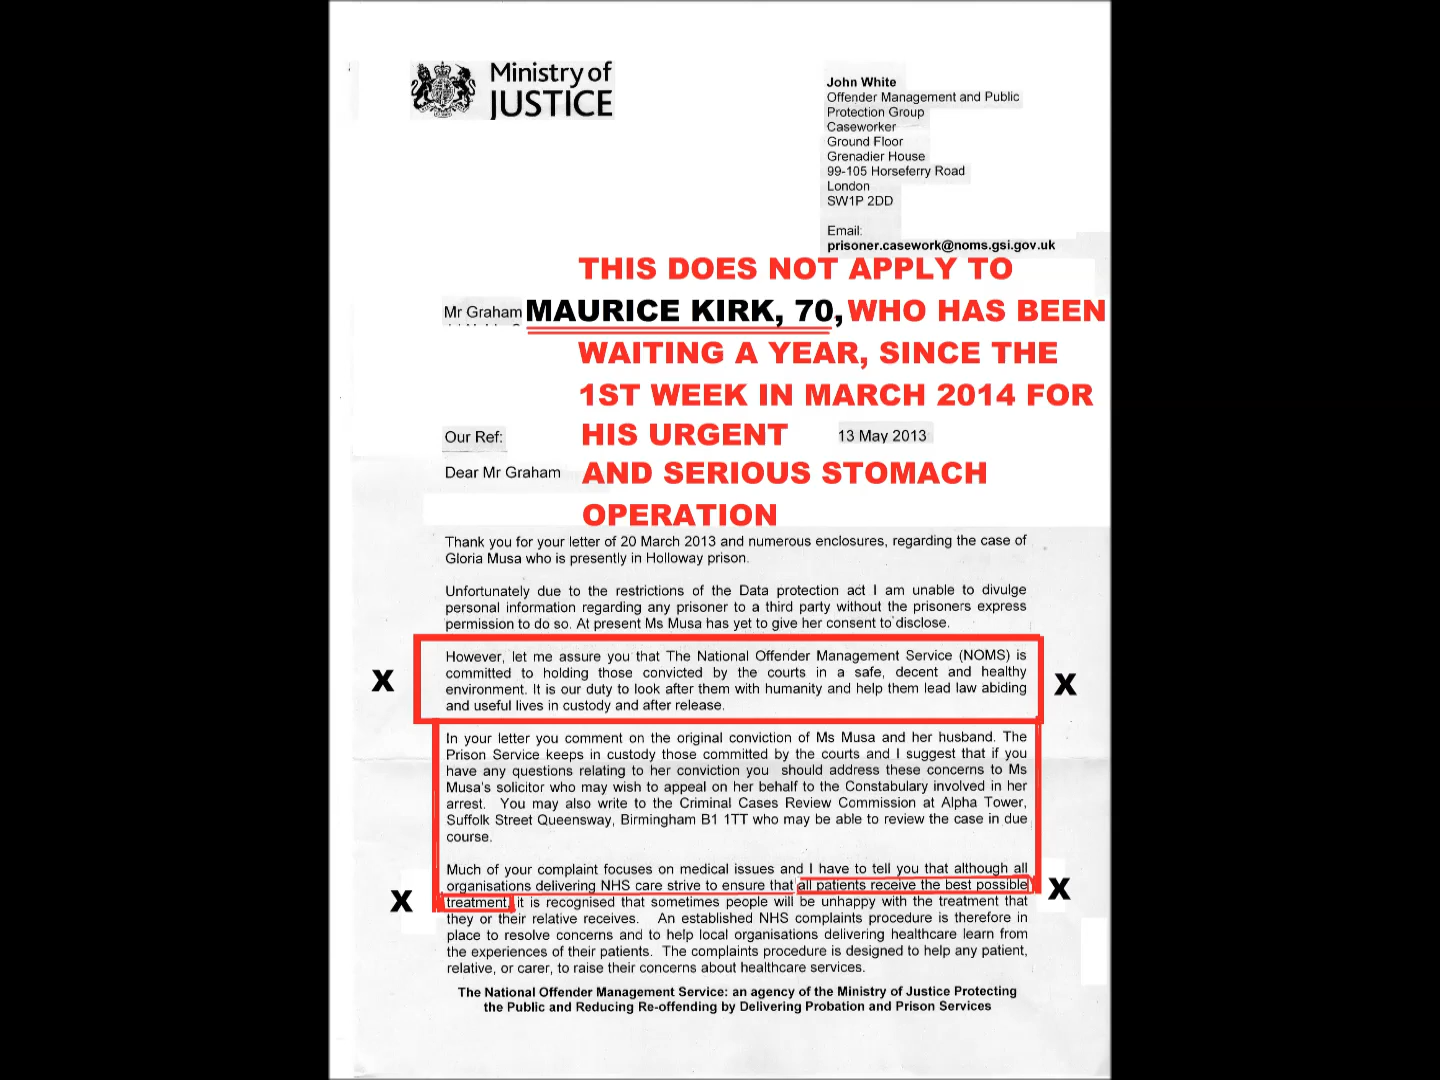 Ministry of
JUSTICE
John White
Offender Management and Public
Protection Group
Caseworker
Ground Floor
Grenadier House
99-105 Horseferry Road
London
SW1P 2DD
Email:
prisoner.casework@noms.gsi.gov.uk
THIS DOES NOT APPLY TO
Mr Graham MAURICE KIRK, 70, WHO HAS BEEN
WAITING A YEAR, SINCE THE
1ST WEEK IN MARCH 2014 FOR
Our Ref: HIS URGENT 13 May 2013
Dear Mr Graham AND SERIOUS STOMACH
OPERATION
Thank you for your letter of 20 March 2013 and numerous enclosures, regarding the case of
Gloria Musa who is presently in Holloway prison.
Unfortunately due to the restrictions of the Data protection act I am unable to divulge
personal information regarding any prisoner to a third party without the prisoners express
permission to do so. At present Ms Musa has yet to give her consent to disclose.
However, let me assure you that The National Offender Management Service (NOMS) is
X committed to holding those convicted by the courts in a safe, decent and healthy X
environment. It is our duty to look after them with humanity and help them lead law abiding
and useful lives in custody and after release.
In your letter you comment on the original conviction of Ms Musa and her husband. The
Prison Service keeps in custody those committed by the courts and I suggest that if you
have any questions relating to her conviction you should address these concerns to Ms
Musa's solicitor who may wish to appeal on her behalf to the Constabulary involved in her
arrest. You may also write to the Criminal Cases Review Commission at Alpha Tower,
Suffolk Street Queensway, Birmingham B1 1TT who may be able to review the case in due
course.
Much of your complaint focuses on medical issues and I have to tell you that although all
organisations delivering NHS care strive to ensure that all patients receive the best possible X
X treatment, it is recognised that sometimes people will be unhappy with the treatment that
they or their relative receives. An established NHS complaints procedure is therefore in
place to resolve concerns and to help local organisations delivering healthcare learn from
the experiences of their patients. The complaints procedure is designed to help any patient,
relative, or carer, to raise their concerns about healthcare services.
The National Offender Management Service: an agency of the Ministry of Justice Protecting
the Public and Reducing Re-offending by Delivering Probation and Prison Services